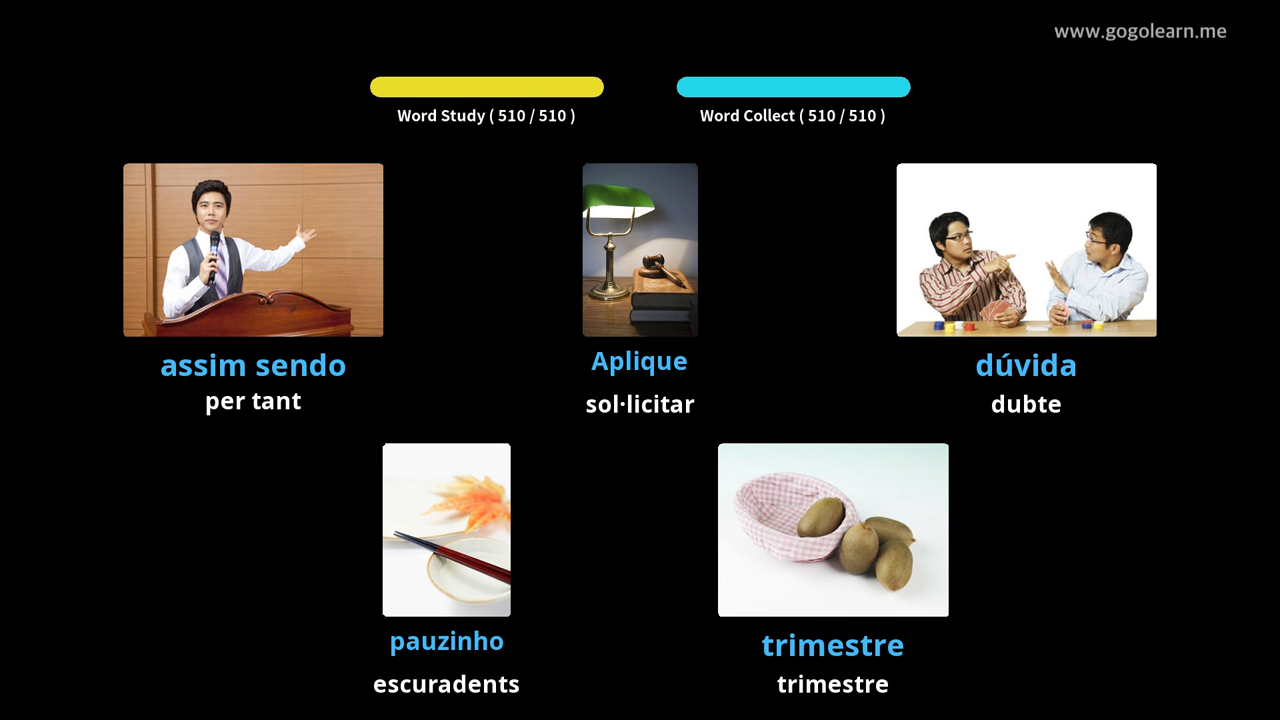 www.gogolearn.me
Word Study ( 510 / 510 )
Word Collect ( 510 / 510 )
assim sendo
per tant
Aplique
sol·licitar
dúvida
dubte
pauzinho
escuradents
trimestre
trimestre